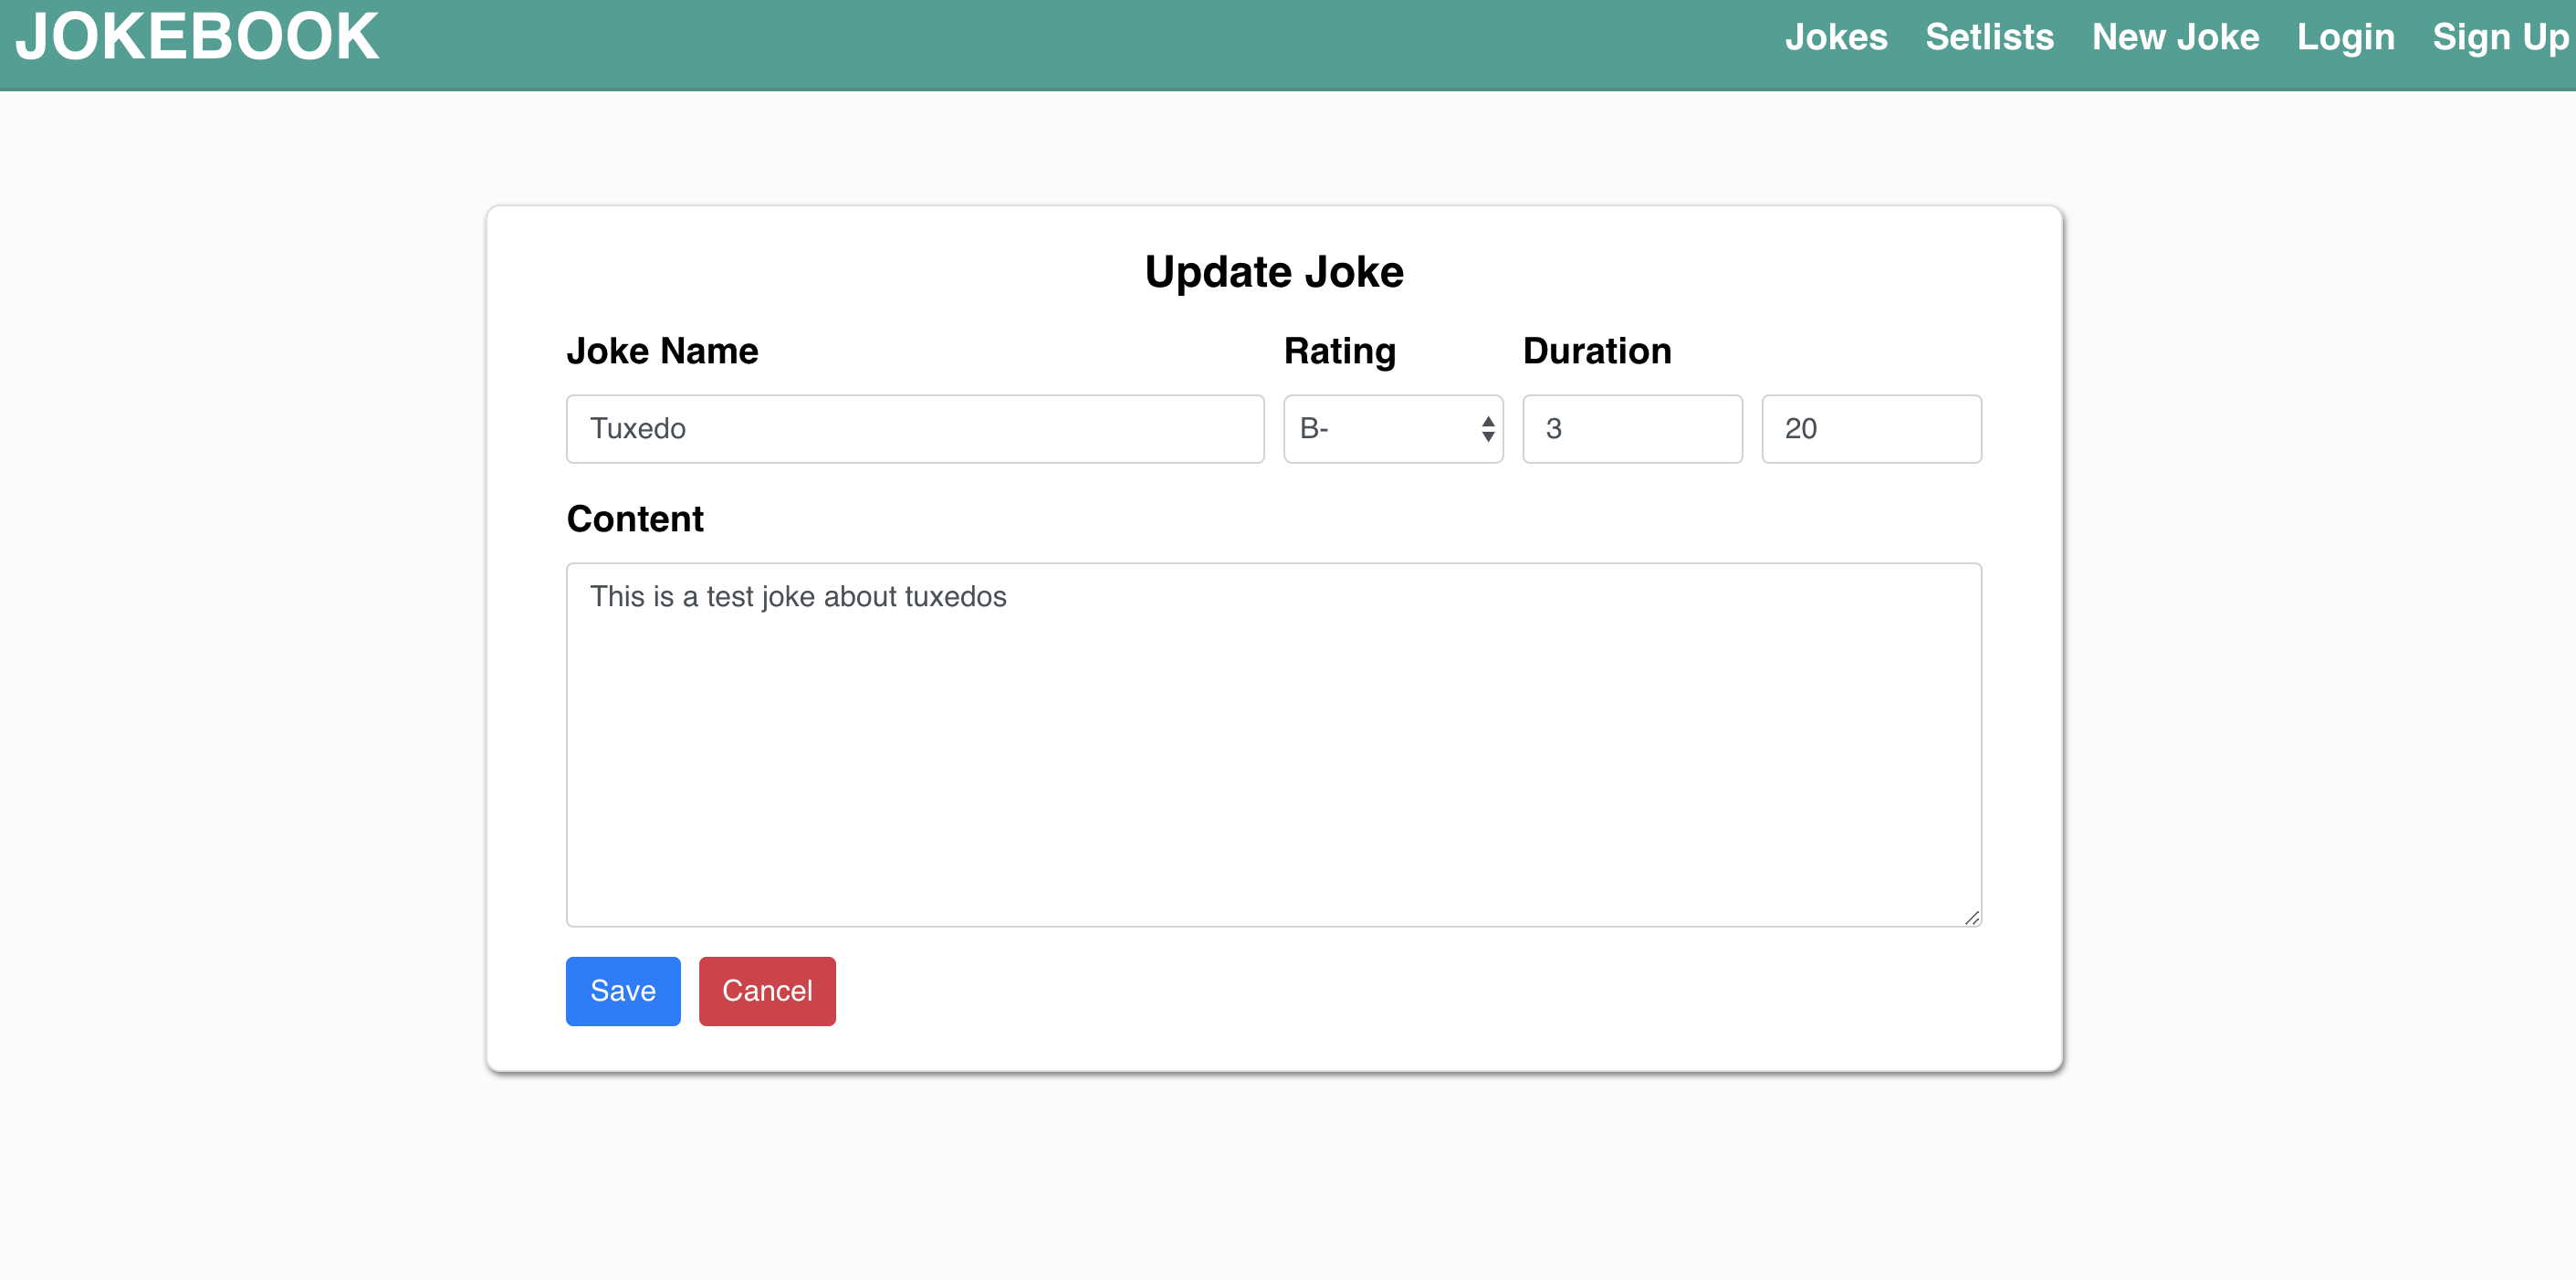 JOKEBOOK
Jokes Setlists New Joke Login Sign Up
Update Joke
Joke Name Rating Duration
Tuxedo B- 3 20
Content
This is a test joke about tuxedos
Save Cancel